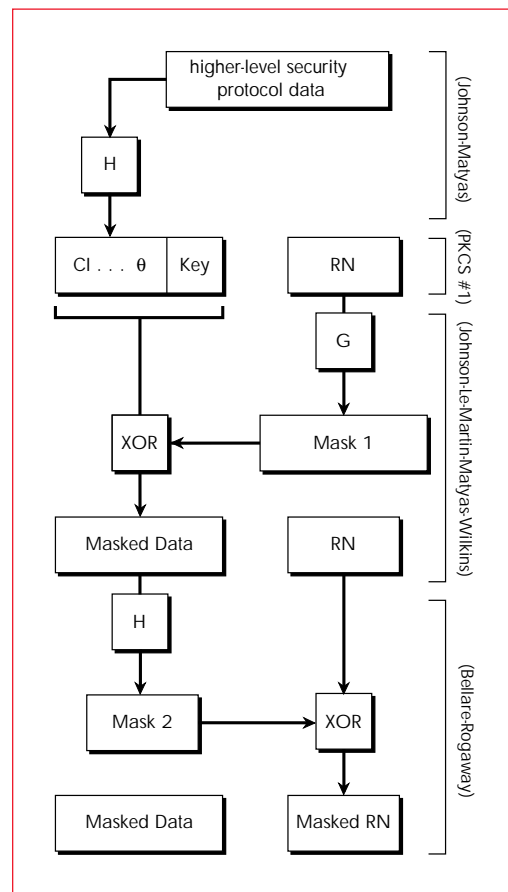 higher-level security
protocol data
(Johnson-Matyas)
H
CI . . . θ
Key
RN
(PKCS #1)
G
(Johnson-Le-Martin-Matyas-Wilkins)
XOR
Mask 1
Masked Data
RN
H
(Bellare-Rogaway)
Mask 2
XOR
Masked Data
Masked RN